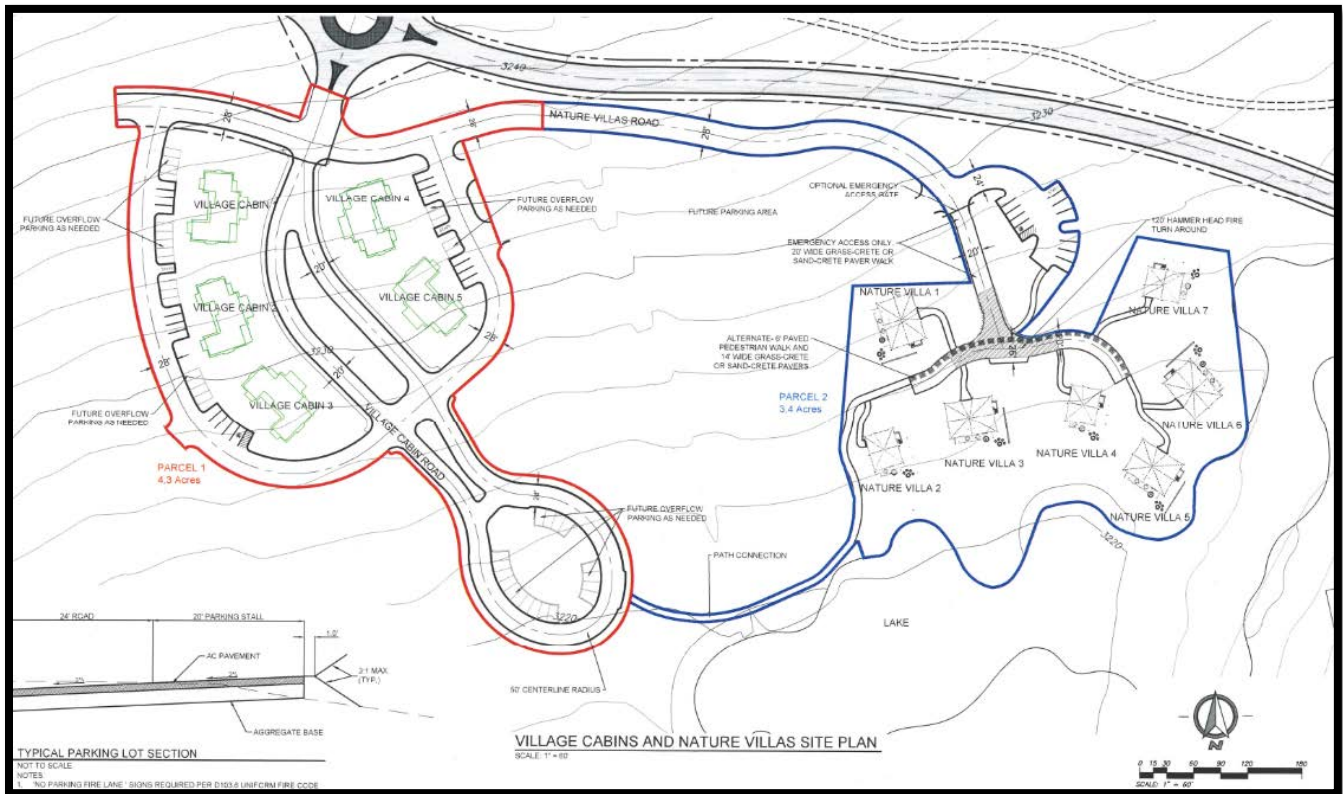 3240
3230
NATURE VILLAS ROAD
28'
28'
28'
24'
OPTIONAL EMERGENCY
ACCESS GATE
VILLAGE CABIN
VILLAGE CABIN 4
FUTURE OVERFLOW
PARKING AS NEEDED
FUTURE OVERFLOW
PARKING AS NEEDED
FUTURE PARKING AREA
120' HAMMER HEAD FIRE
TURN AROUND
EMERGENCY ACCESS ONLY
20' WIDE GRASS-CRETE OR
SAND-CRETE PAVER WALK
20'
20'
NATURE VILLA 1
NATURE VILLA 7
VILLAGE CABIN 2
VILLAGE CABIN 5
28'
28'
3230
20'
ALTERNATE- 6' PAVED
PEDESTRIAN WALK AND
14' WIDE GRASS-CRETE
OR SAND-CRETE PAVERS
26'
PARCEL 2
3.4 Acres
VILLAGE CABIN 3
VILLAGE CABIN ROAD
FUTURE OVERFLOW
PARKING AS NEEDED
NATURE VILLA 6
NATURE VILLA 4
NATURE VILLA 3
NATURE VILLA 2
NATURE VILLA 5
PARCEL 1
4.3 Acres
FUTURE OVERFLOW
PARKING AS NEEDED
3220
PATH CONNECTION
3220
LAKE
24' ROAD
20' PARKING STALL
1.0'
AC PAVEMENT
3:1 MAX.
(TYP.)
50' CENTERLINE RADIUS
AGGREGATE BASE
TYPICAL PARKING LOT SECTION
NOT TO SCALE
NOTES
1. "NO PARKING FIRE LANE" SIGNS REQUIRED PER D103.6 UNIFORM FIRE CODE
VILLAGE CABINS AND NATURE VILLAS SITE PLAN
SCALE: 1" = 60'
N
0 15 30 60 90 120 180
SCALE: 1" = 60'